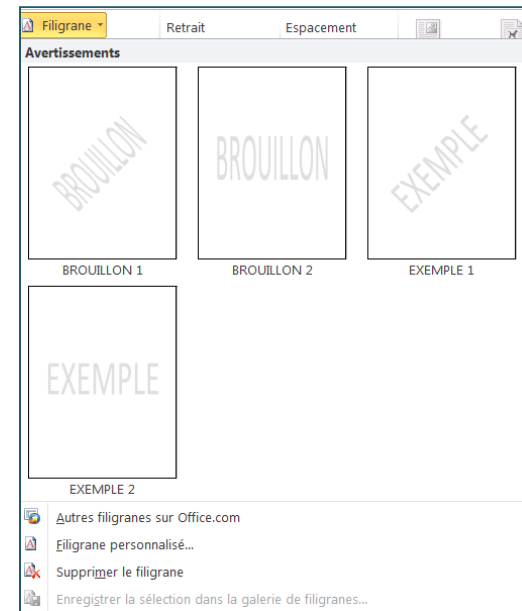 Filigrane Retrait Espacement
Avertissements
BROUILLON BROUILLON EXEMPLE
BROUILLON 1 BROUILLON 2 EXEMPLE 1
EXEMPLE
EXEMPLE 2
Autres filigranes sur Office.com
Filigrane personnalisé...
Supprimer le filigrane
Enregistrer la sélection dans la galerie de filigranes...